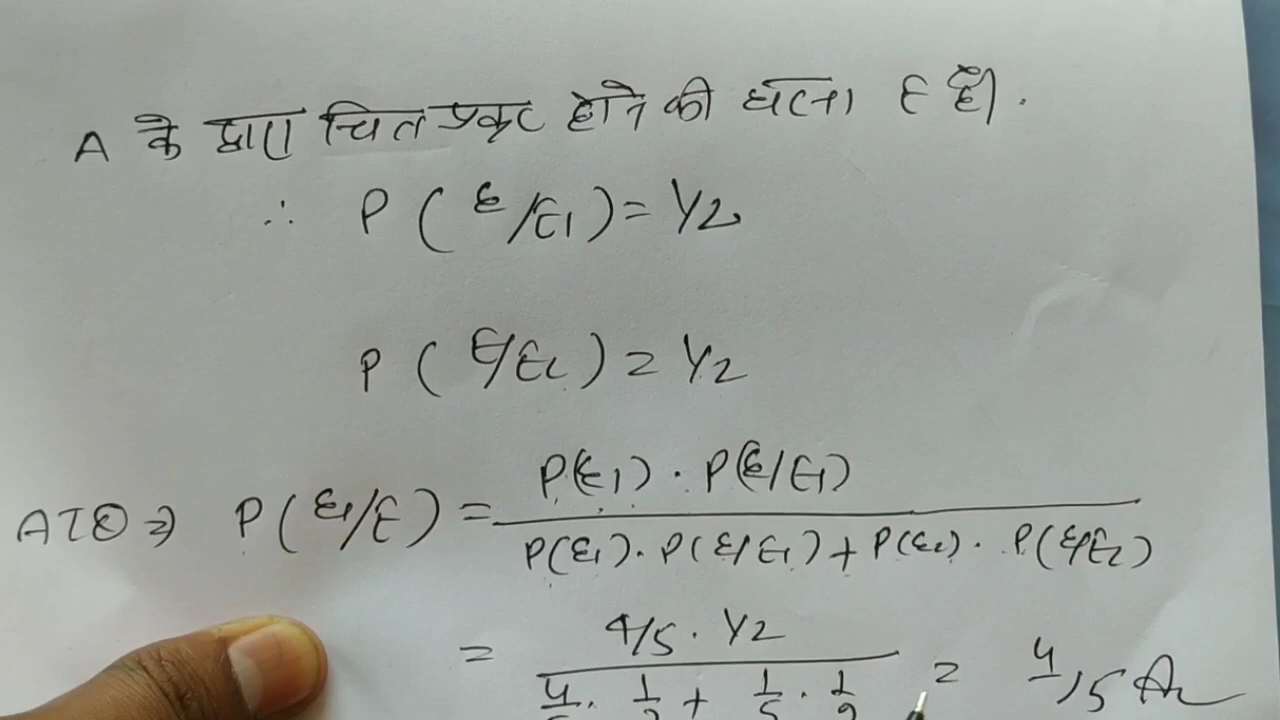 A के द्वारा चित प्रकट होने की घटना E है।
∴ P(E/E1) = 1/2
P(E/E2) = 1/2
ATQ ⇒ P(E1/E) = P(E1) . P(E/E1)
P(E1) . P(E/E1) + P(E2) . P(E/E2)
= 4/5 . 1/2
4/5 . 1/2 + 1/5 . 1/2 = 4/5 Ans